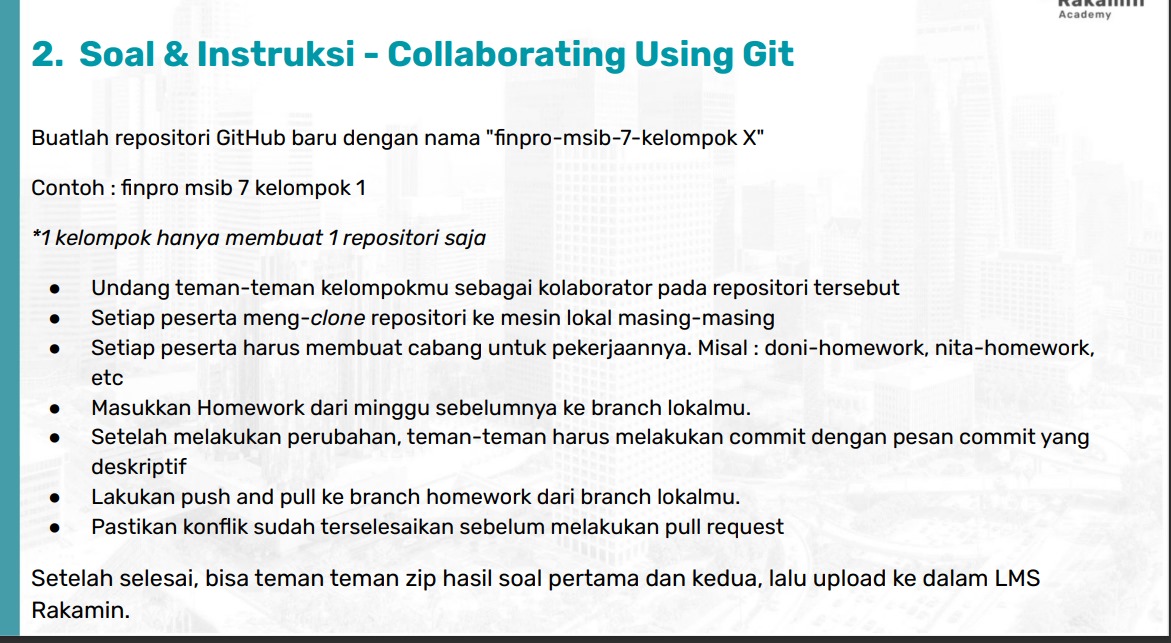 Rakamin
Academy
2. Soal & Instruksi - Collaborating Using Git
Buatlah repositori GitHub baru dengan nama "finpro-msib-7-kelompok X"
Contoh : finpro msib 7 kelompok 1
*1 kelompok hanya membuat 1 repositori saja
● Undang teman-teman kelompokmu sebagai kolaborator pada repositori tersebut
● Setiap peserta meng-clone repositori ke mesin lokal masing-masing
● Setiap peserta harus membuat cabang untuk pekerjaannya. Misal : doni-homework, nita-homework,
etc
● Masukkan Homework dari minggu sebelumnya ke branch lokalmu.
● Setelah melakukan perubahan, teman-teman harus melakukan commit dengan pesan commit yang
deskriptif
● Lakukan push and pull ke branch homework dari branch lokalmu.
● Pastikan konflik sudah terselesaikan sebelum melakukan pull request
Setelah selesai, bisa teman teman zip hasil soal pertama dan kedua, lalu upload ke dalam LMS
Rakamin.